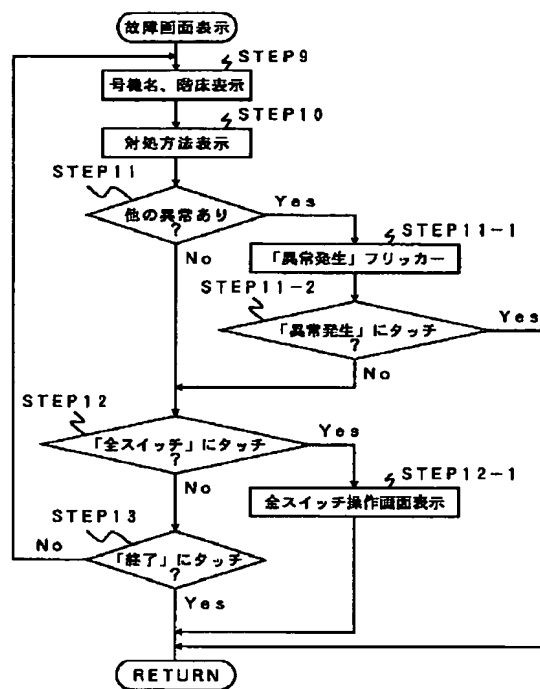 故障画面表示
STEP9
号機名、階床表示
STEP10
対処方法表示
STEP11
他の異常あり
?
Yes
No
STEP11-1
「異常発生」フリッカー
STEP11-2
「異常発生」にタッチ
?
Yes
No
STEP12
「全スイッチ」にタッチ
?
Yes
No
STEP12-1
全スイッチ操作画面表示
STEP13
「終了」にタッチ
?
No
Yes
RETURN